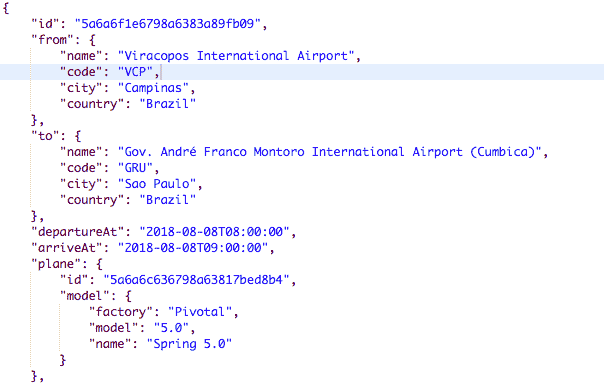 {
    "id": "5a6a6f1e6798a6383a89fb09",
    "from": {
        "name": "Viracopos International Airport",
        "code": "VCP",
        "city": "Campinas",
        "country": "Brazil"
    },
    "to": {
        "name": "Gov. André Franco Montoro International Airport (Cumbica)",
        "code": "GRU",
        "city": "Sao Paulo",
        "country": "Brazil"
    },
    "departureAt": "2018-08-08T08:00:00",
    "arriveAt": "2018-08-08T09:00:00",
    "plane": {
        "id": "5a6a6c636798a63817bed8b4",
        "model": {
            "factory": "Pivotal",
            "model": "5.0",
            "name": "Spring 5.0"
        }
    },